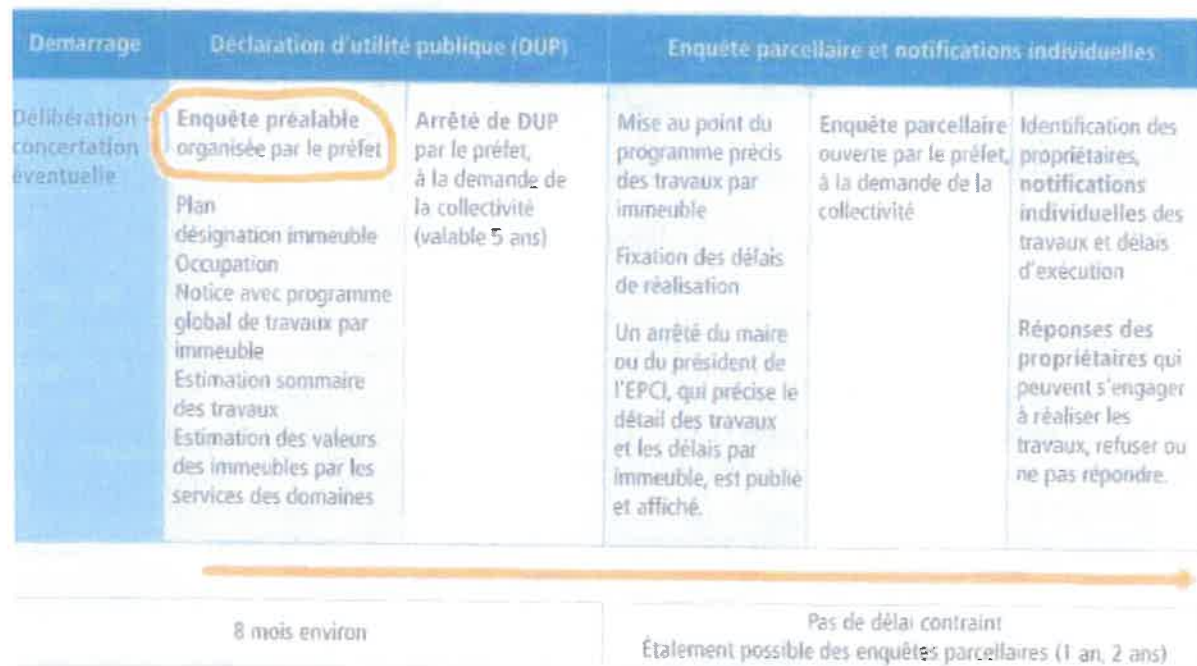 Démarrage
Déclaration d'utilité publique (DUP)
Enquête parcellaire et notifications individuelles
Délibération -
concertation
éventuelle
Enquête préalable
organisée par le préfet
Plan
désignation immeuble
Occupation
Notice avec programme
global de travaux par
immeuble
Estimation sommaire
des travaux
Estimation des valeurs
des immeubles par les
services des domaines
Arrêté de DUP
par le préfet,
à la demande de
la collectivité
(valable 5 ans)
Mise au point du
programme précis
des travaux par
immeuble
Fixation des délais
de réalisation
Un arrêté du maire
ou du président de
l'EPCI, qui précise le
détail des travaux
et les délais par
immeuble, est publié
et affiché.
Enquête parcellaire
ouverte par le préfet,
à la demande de la
collectivité
Identification des
propriétaires,
notifications
individuelles des
travaux et délais
d'exécution
Réponses des
propriétaires qui
peuvent s'engager
à réaliser les
travaux, refuser ou
ne pas répondre.
8 mois environ
Pas de délai contraint
Étalement possible des enquêtes parcellaires (1 an, 2 ans)